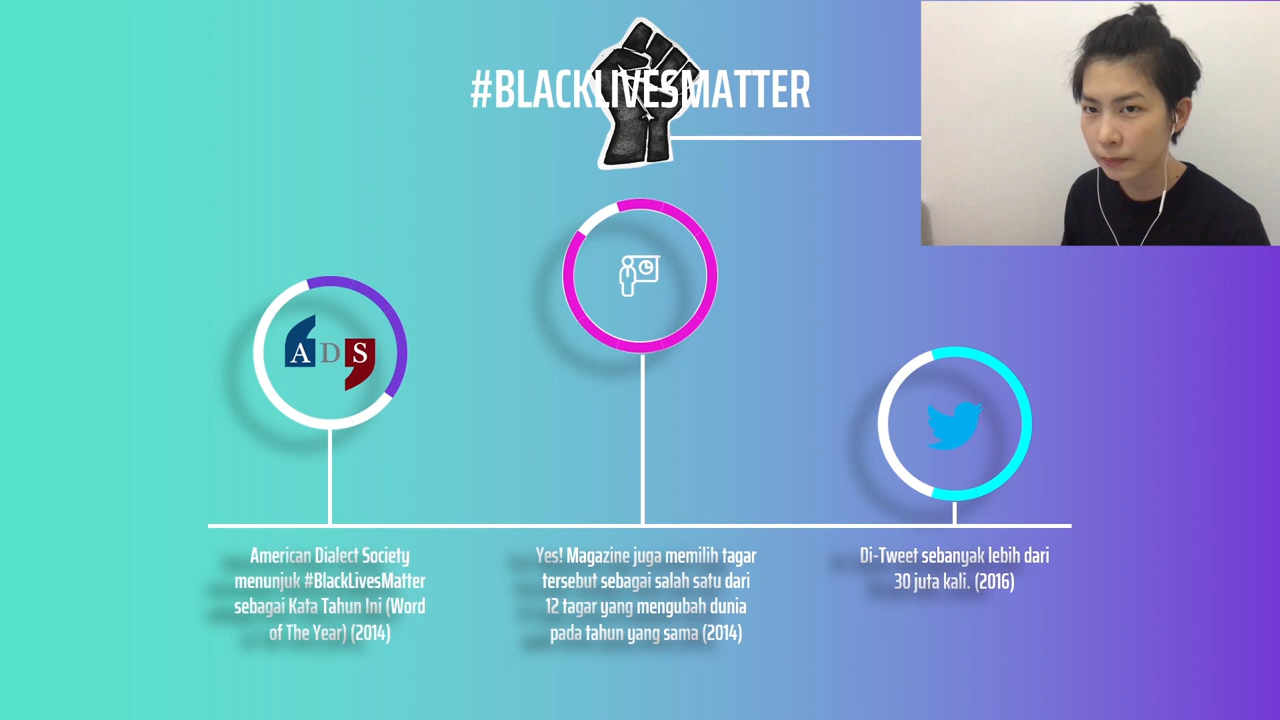 #BLACKLIVESMATTER
A D S
American Dialect Society
menunjuk #BlackLivesMatter
sebagai Kata Tahun Ini (Word
of The Year) (2014)
Yes! Magazine juga memilih tagar
tersebut sebagai salah satu dari
12 tagar yang mengubah dunia
pada tahun yang sama (2014)
Di-Tweet sebanyak lebih dari
30 juta kali. (2016)